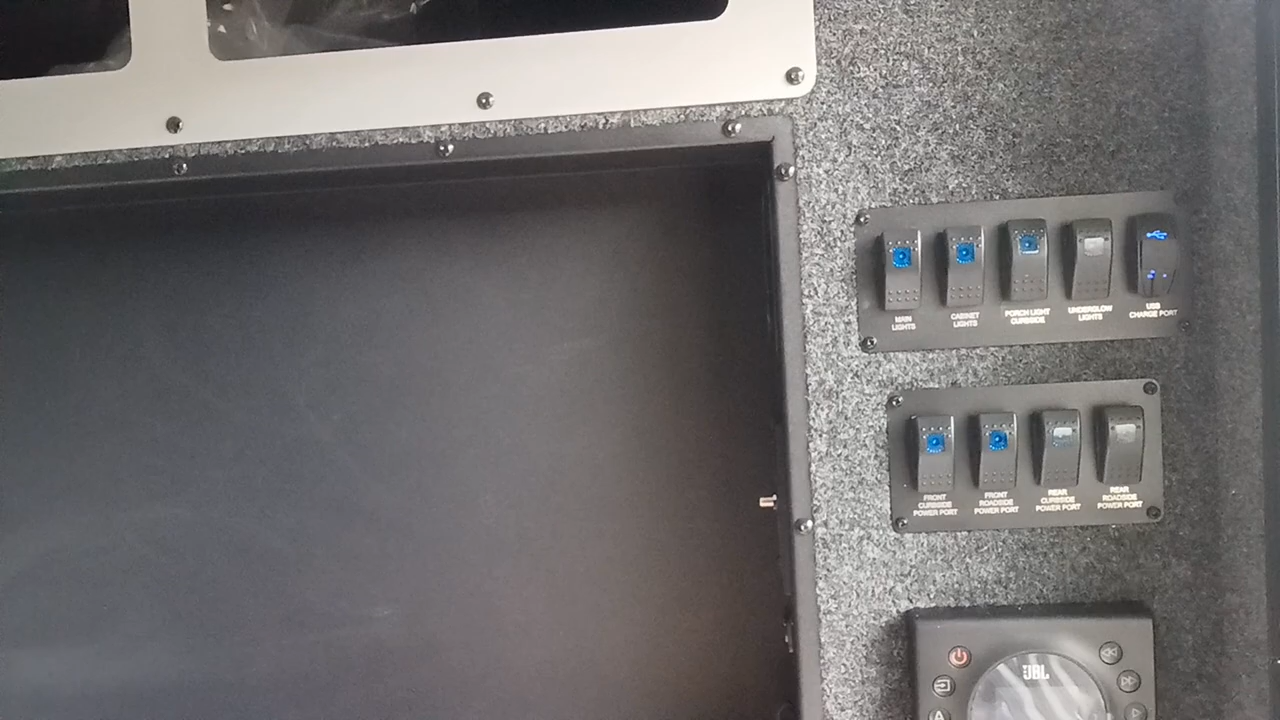 MAIN
LIGHTS
CABINET
LIGHTS
PORCH LIGHT
CURBSIDE
UNDERGLOW
LIGHTS
USB
CHARGE PORT
FRONT
CURBSIDE
POWER PORT
FRONT
ROADSIDE
POWER PORT
REAR
CURBSIDE
POWER PORT
REAR
ROADSIDE
POWER PORT
JBL
A